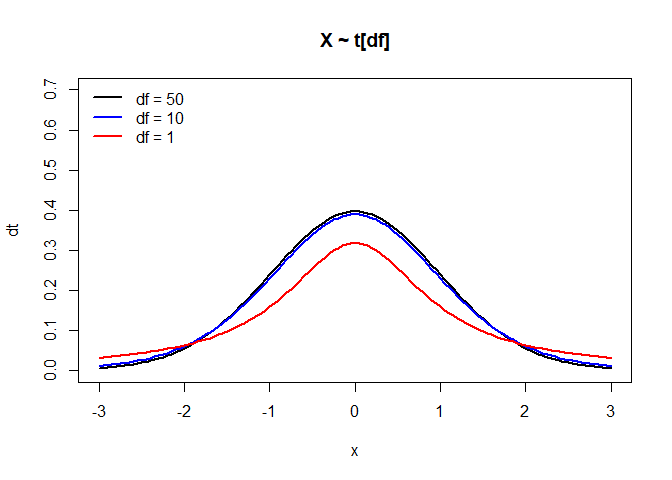 X ~ t[df]
df = 50
df = 10
df = 1
dt
0.7
0.6
0.5
0.4
0.3
0.2
0.1
0.0
-3 -2 -1 0 1 2 3
x